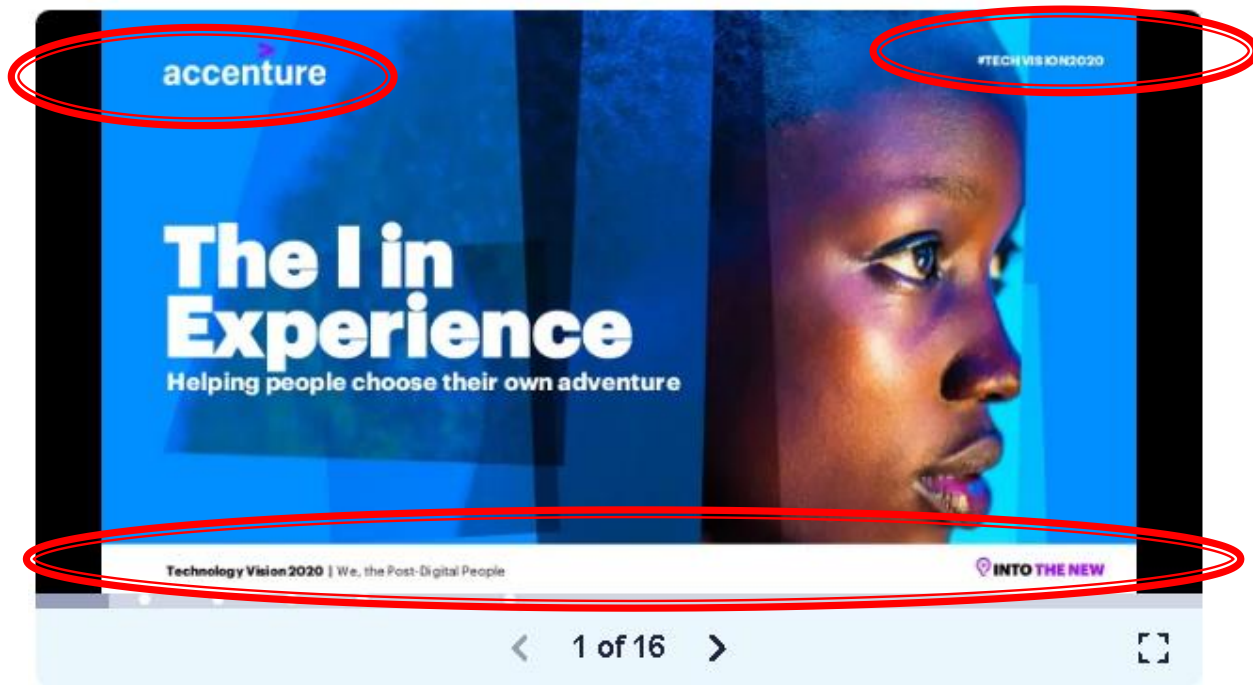 accenture
#TECHVISION2020
The I in
Experience
Helping people choose their own adventure
Technology Vision 2020 | We, the Post-Digital People
INTO THE NEW
1 of 16